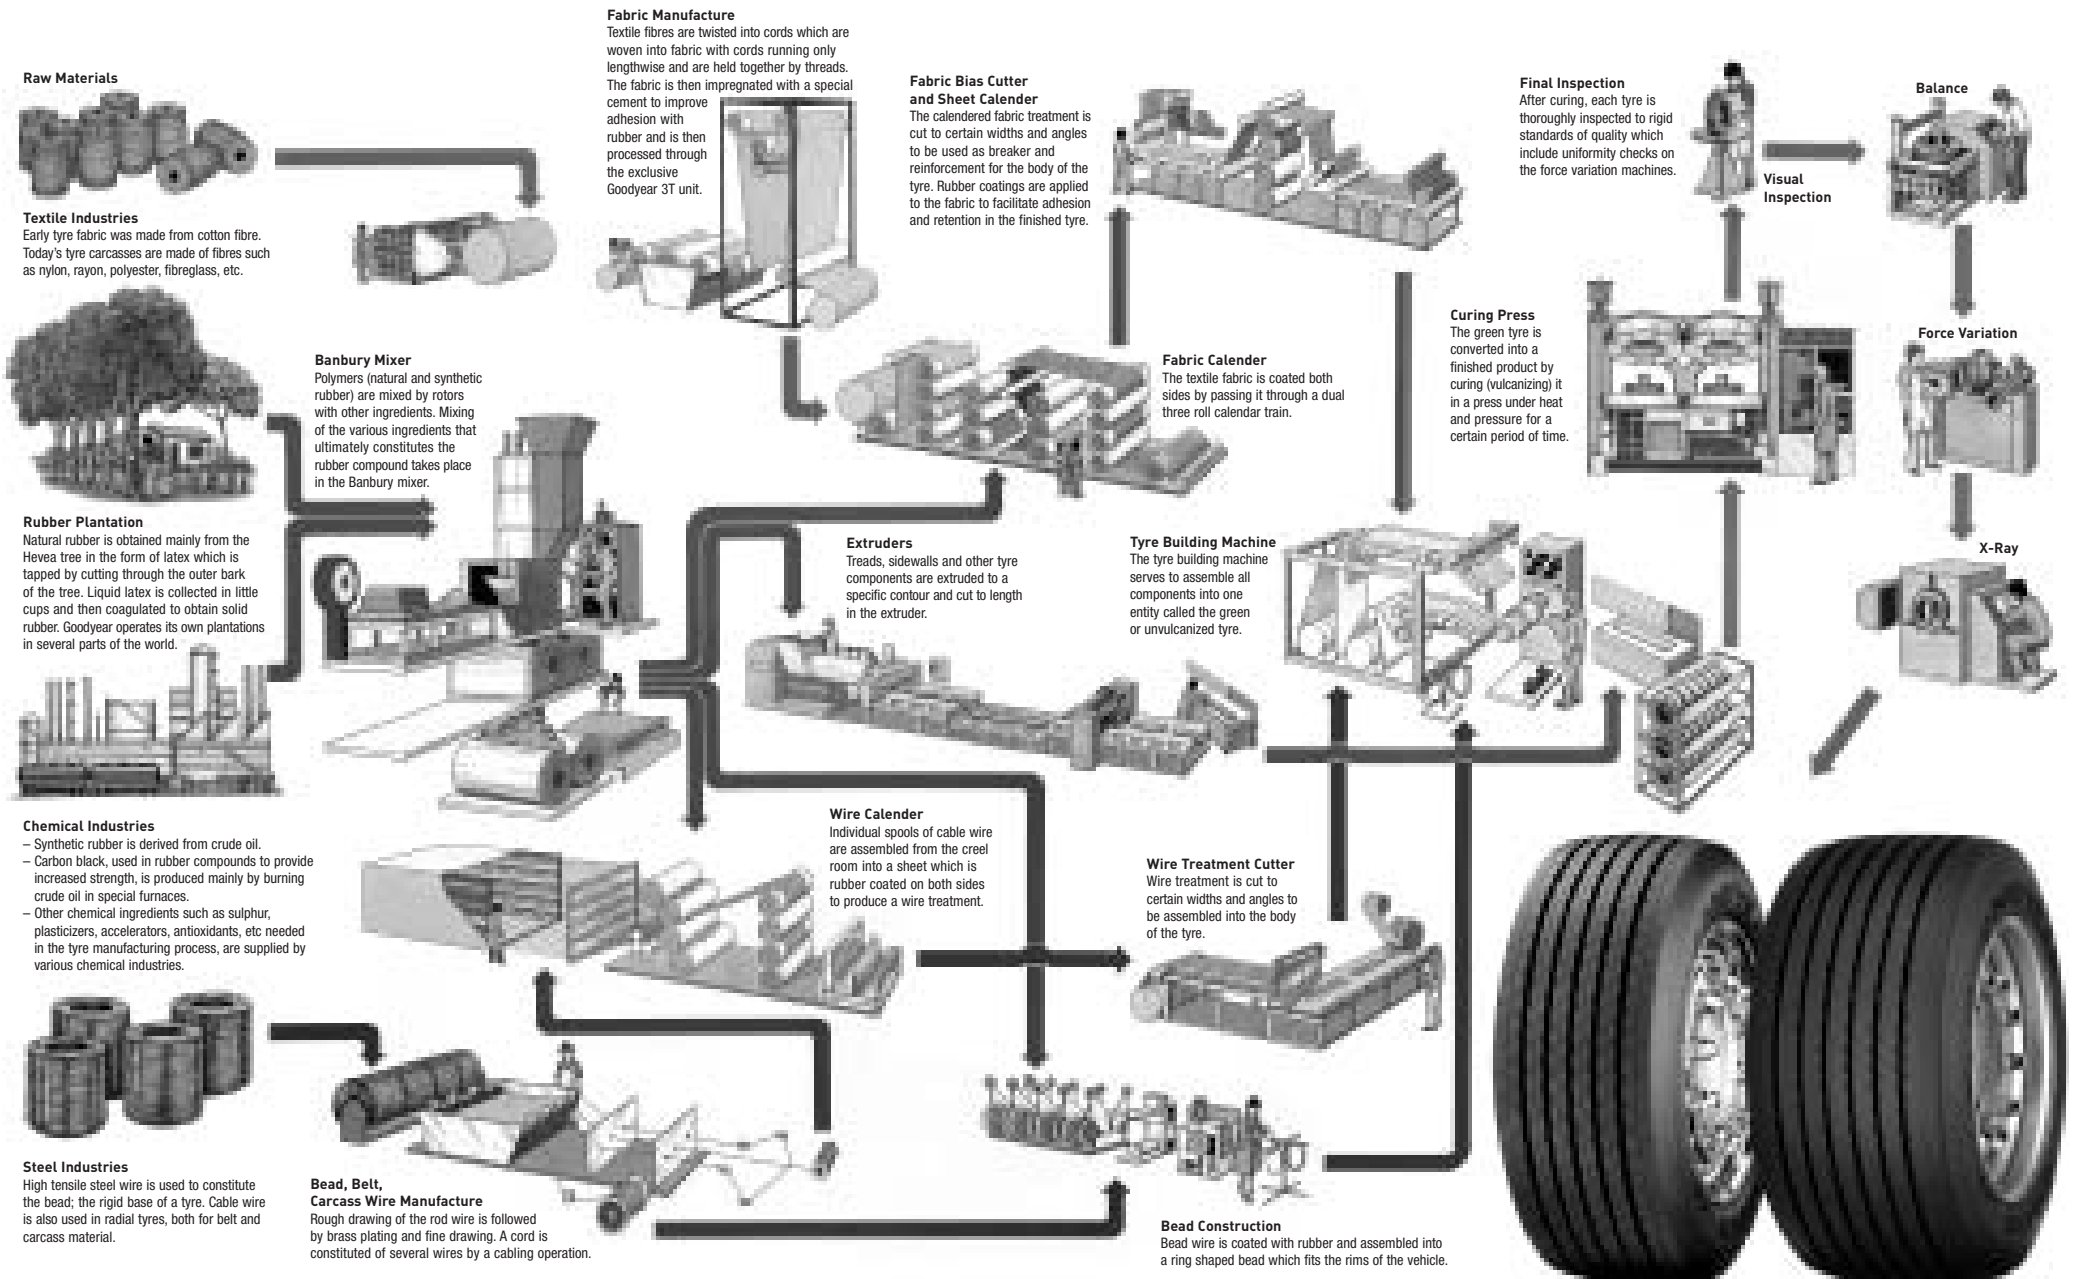 Raw Materials
Textile Industries
Early tyre fabric was made from cotton fibre.
Today's tyre carcasses are made of fibres such
as nylon, rayon, polyester, fibreglass, etc.
Rubber Plantation
Natural rubber is obtained mainly from the
Hevea tree in the form of latex which is
tapped by cutting through the outer bark
of the tree. Liquid latex is collected in little
cups and then coagulated to obtain solid
rubber. Goodyear operates its own plantations
in several parts of the world.
Chemical Industries
– Synthetic rubber is derived from crude oil.
– Carbon black, used in rubber compounds to provide
increased strength, is produced mainly by burning
crude oil in special furnaces.
– Other chemical ingredients such as sulphur,
plasticizers, accelerators, antioxidants, etc needed
in the tyre manufacturing process, are supplied by
various chemical industries.
Steel Industries
High tensile steel wire is used to constitute
the bead; the rigid base of a tyre. Cable wire
is also used in radial tyres, both for belt and
carcass material.
Banbury Mixer
Polymers (natural and synthetic
rubber) are mixed by rotors
with other ingredients. Mixing
of the various ingredients that
ultimately constitutes the
rubber compound takes place
in the Banbury mixer.
Bead, Belt,
Carcass Wire Manufacture
Rough drawing of the rod wire is followed
by brass plating and fine drawing. A cord is
constituted of several wires by a cabling operation.
Fabric Manufacture
Textile fibres are twisted into cords which are
woven into fabric with cords running only
lengthwise and are held together by threads.
The fabric is then impregnated with a special
cement to improve
adhesion with
rubber and is then
processed through
the exclusive
Goodyear 3T unit.
Fabric Bias Cutter
and Sheet Calender
The calendered fabric treatment is
cut to certain widths and angles
to be used as breaker and
reinforcement for the body of the
tyre. Rubber coatings are applied
to the fabric to facilitate adhesion
and retention in the finished tyre.
Fabric Calender
The textile fabric is coated both
sides by passing it through a dual
three roll calendar train.
Extruders
Treads, sidewalls and other tyre
components are extruded to a
specific contour and cut to length
in the extruder.
Wire Calender
Individual spools of cable wire
are assembled from the creel
room into a sheet which is
rubber coated on both sides
to produce a wire treatment.
Tyre Building Machine
The tyre building machine
serves to assemble all
components into one
entity called the green
or unvulcanized tyre.
Wire Treatment Cutter
Wire treatment is cut to
certain widths and angles to
be assembled into the body
of the tyre.
Bead Construction
Bead wire is coated with rubber and assembled into
a ring shaped bead which fits the rims of the vehicle.
Curing Press
The green tyre is
converted into a
finished product by
curing (vulcanizing) it
in a press under heat
and pressure for a
certain period of time.
Final Inspection
After curing, each tyre is
thoroughly inspected to rigid
standards of quality which
include uniformity checks on
the force variation machines.
Visual
Inspection
Balance
Force Variation
X-Ray